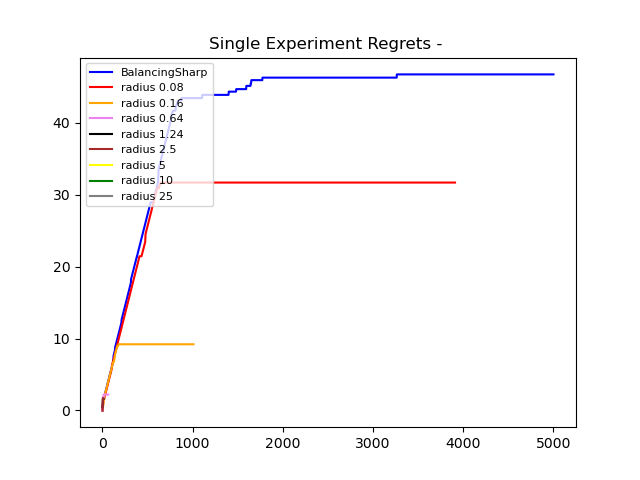 Single Experiment Regrets -
BalancingSharp
radius 0.08
radius 0.16
radius 0.64
radius 1.24
radius 2.5
radius 5
radius 10
radius 25
40
30
20
10
0
0 1000 2000 3000 4000 5000